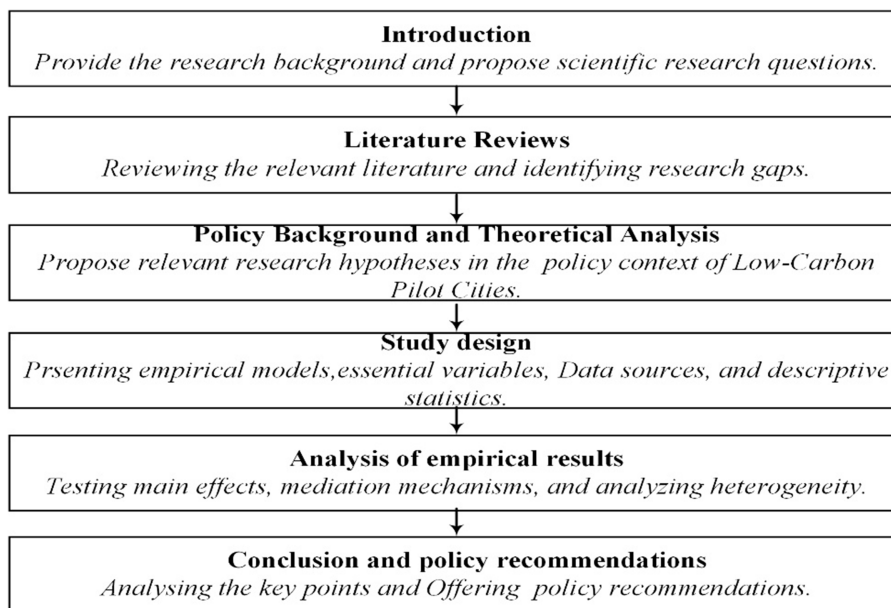 Introduction
Provide the research background and propose scientific research questions.
Literature Reviews
Reviewing the relevant literature and identifying research gaps.
Policy Background and Theoretical Analysis
Propose relevant research hypotheses in the policy context of Low-Carbon
Pilot Cities.
Study design
Prsenting empirical models,essential variables, Data sources, and descriptive
statistics.
Analysis of empirical results
Testing main effects, mediation mechanisms, and analyzing heterogeneity.
Conclusion and policy recommendations
Analysing the key points and Offering policy recommendations.